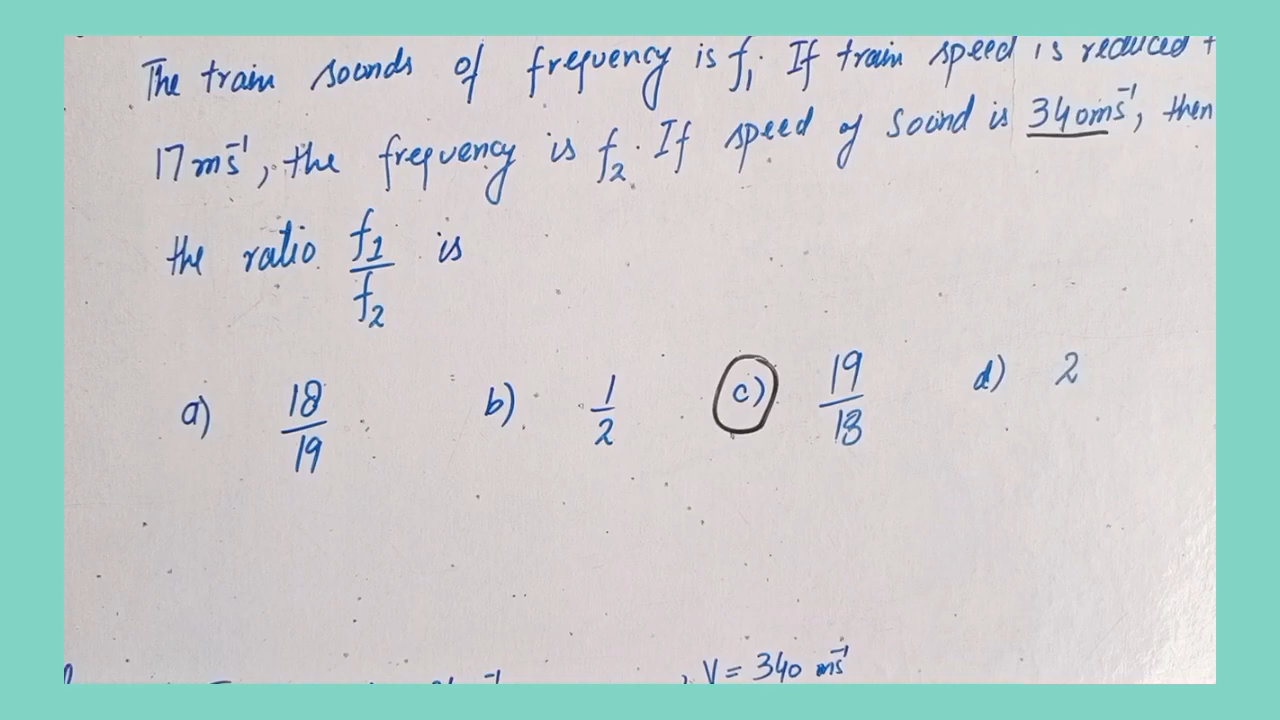 The train sounds of frequency is f₁. If train speed is reduced
17 ms⁻¹, the frequency is f₂. If speed of sound is 340ms⁻¹, then
the ratio f₁/f₂ is
a) 18/19 b) 1/2 c) 19/18 d) 2
, V = 340 ms⁻¹